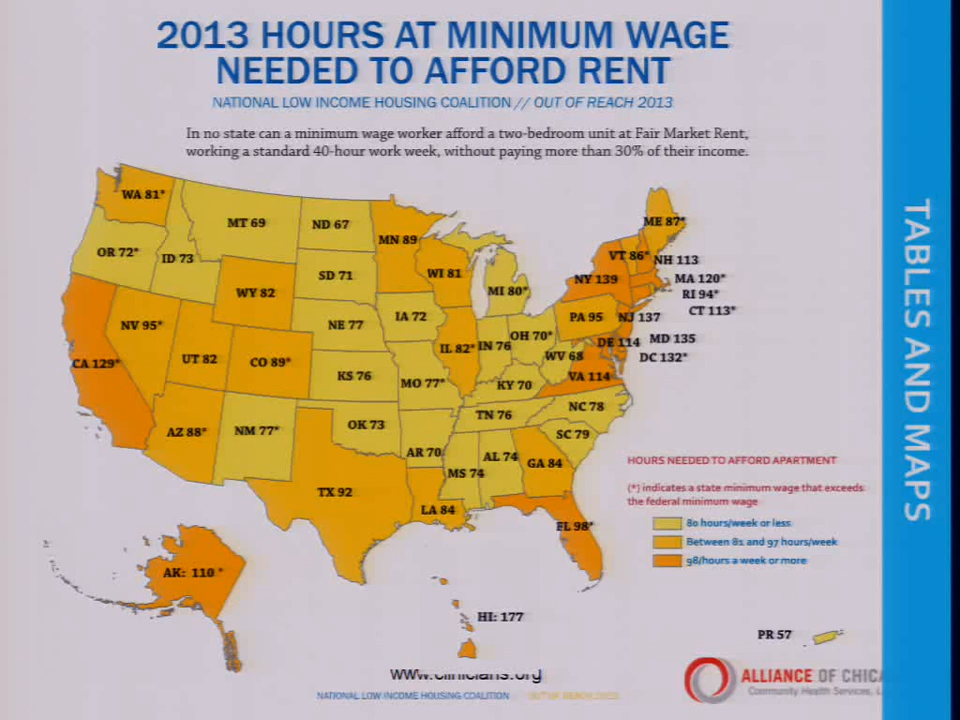 2013 HOURS AT MINIMUM WAGE
NEEDED TO AFFORD RENT
NATIONAL LOW INCOME HOUSING COALITION // OUT OF REACH 2013
In no state can a minimum wage worker afford a two-bedroom unit at Fair Market Rent,
working a standard 40-hour work week, without paying more than 30% of their income.
TABLES AND MAPS
WA 81*
MT 69
ND 67
MN 89
ME 87*
OR 72*
ID 73
SD 71
WI 81
VT 86*
NH 113
WY 82
MI 80*
NY 139
MA 120*
RI 94*
CT 113*
NV 95*
NE 77
IA 72
PA 95
NJ 137
UT 82
CO 89*
IL 82*
IN 76
OH 70*
DE 114
MD 135
DC 132*
CA 129*
KS 76
MO 77*
WV 68
VA 114
KY 70
AZ 88*
NM 77*
OK 73
TN 76
NC 78
SC 79
AR 70
MS 74
AL 74
GA 84
TX 92
LA 84
FL 98*
HOURS NEEDED TO AFFORD APARTMENT
(*) indicates a state minimum wage that exceeds
the federal minimum wage
80 hours/week or less
Between 81 and 97 hours/week
98/hours a week or more
AK: 110 *
HI: 177
PR 57
www.clinicians.org
NATIONAL LOW INCOME HOUSING COALITION
OUT OF REACH 2013
ALLIANCE OF CHICA
Community Health Services, L